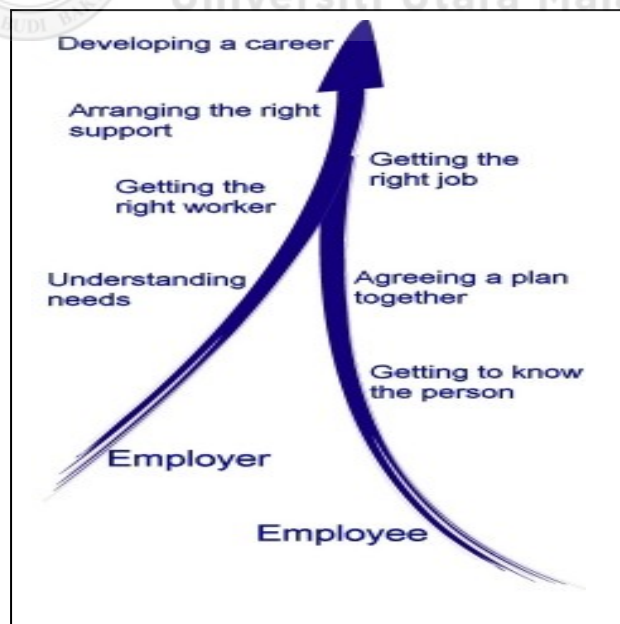 Developing a career
Arranging the right
support
Getting the
right job
Getting the
right worker
Understanding
needs
Agreeing a plan
together
Getting to know
the person
Employer
Employee